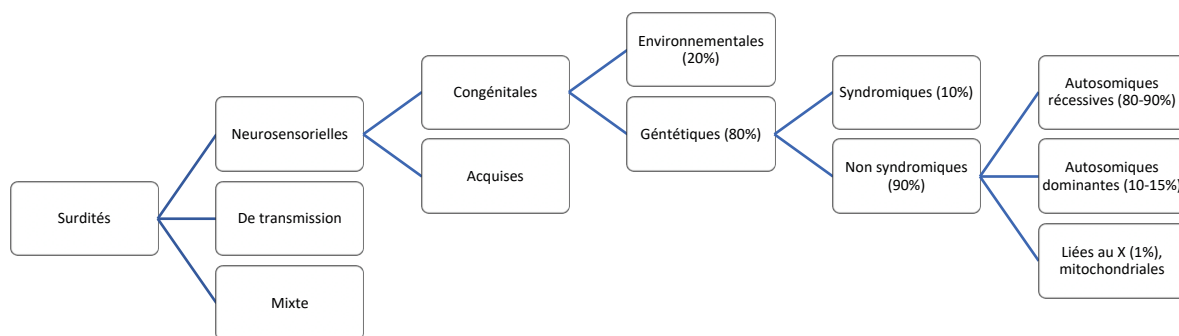 Surdités
Neurosensorielles
De transmission
Mixte
Congénitales
Acquises
Environnementales
(20%)
Géntétiques (80%)
Syndromiques (10%)
Non syndromiques
(90%)
Autosomiques
récessives (80-90%)
Autosomiques
dominantes (10-15%)
Liées au X (1%),
mitochondriales